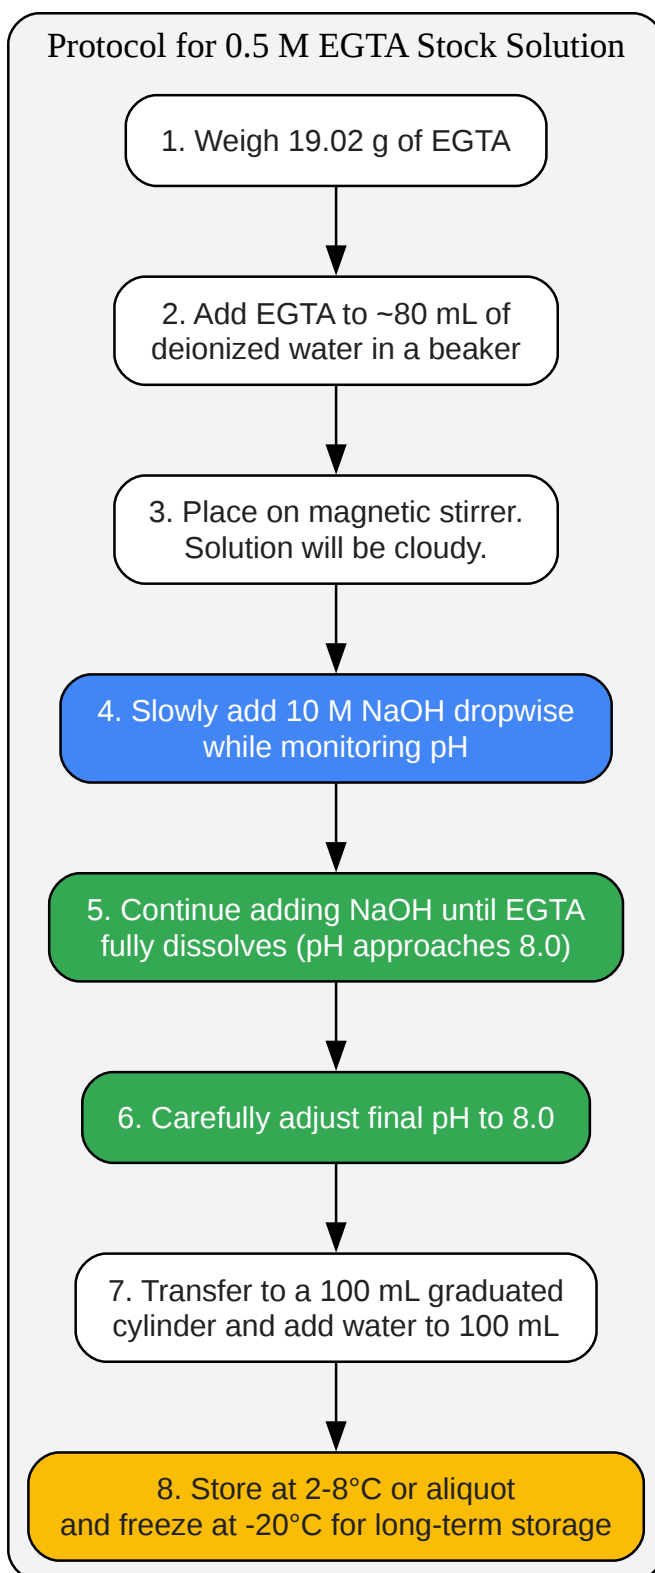 Protocol for 0.5 M EGTA Stock Solution
1. Weigh 19.02 g of EGTA
2. Add EGTA to ~80 mL of
deionized water in a beaker
3. Place on magnetic stirrer.
Solution will be cloudy.
4. Slowly add 10 M NaOH dropwise
while monitoring pH
5. Continue adding NaOH until EGTA
fully dissolves (pH approaches 8.0)
6. Carefully adjust final pH to 8.0
7. Transfer to a 100 mL graduated
cylinder and add water to 100 mL
8. Store at 2-8°C or aliquot
and freeze at -20°C for long-term storage